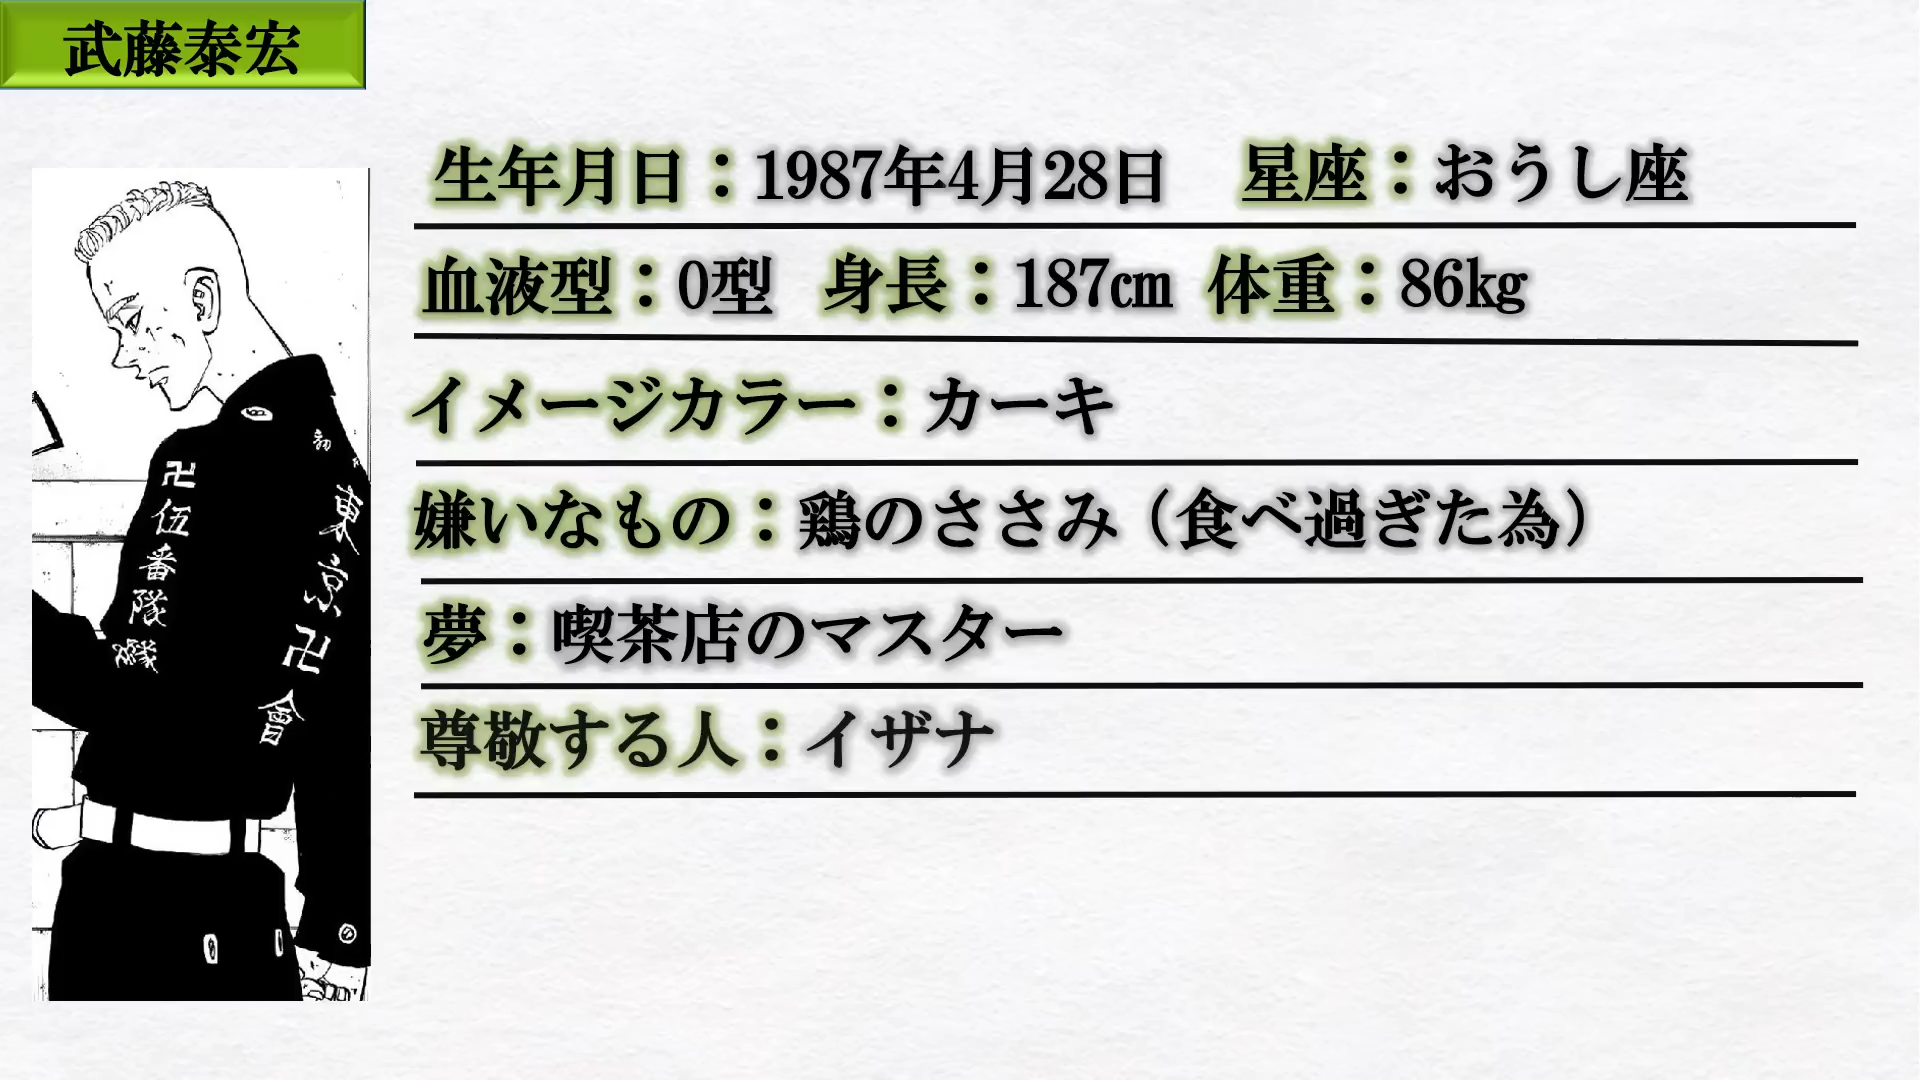 武藤泰宏
生年月日：1987年4月28日　星座：おうし座
血液型：O型　身長：187㎝　体重：86㎏
イメージカラー：カーキ
嫌いなもの：鶏のささみ（食べ過ぎた為）
夢：喫茶店のマスター
尊敬する人：イザナ
卍伍番隊隊
東京卍會